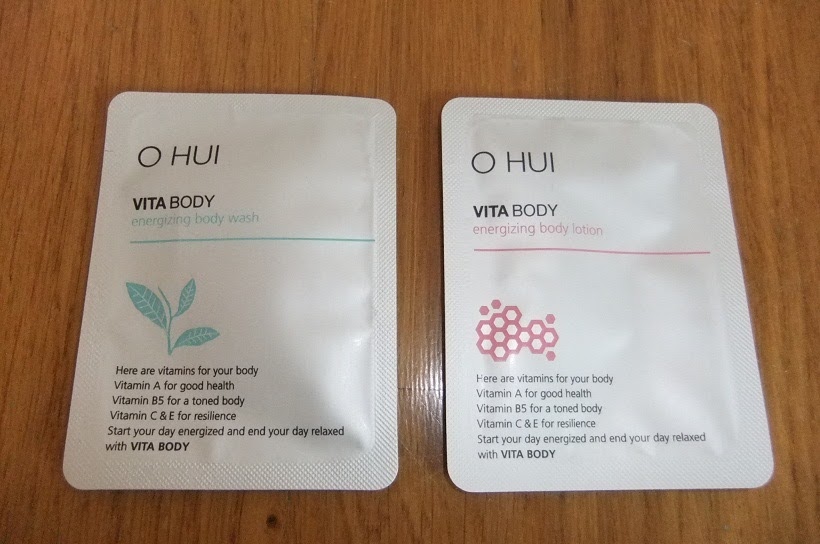 O HUI
VITA BODY
energizing body wash
Here are vitamins for your body
Vitamin A for good health
Vitamin B5 for a toned body
Vitamin C & E for resilience
Start your day energized and end your day relaxed
with VITA BODY
O HUI
VITA BODY
energizing body lotion
Here are vitamins for your body
Vitamin A for good health
Vitamin B5 for a toned body
Vitamin C & E for resilience
Start your day energized and end your day relaxed
with VITA BODY